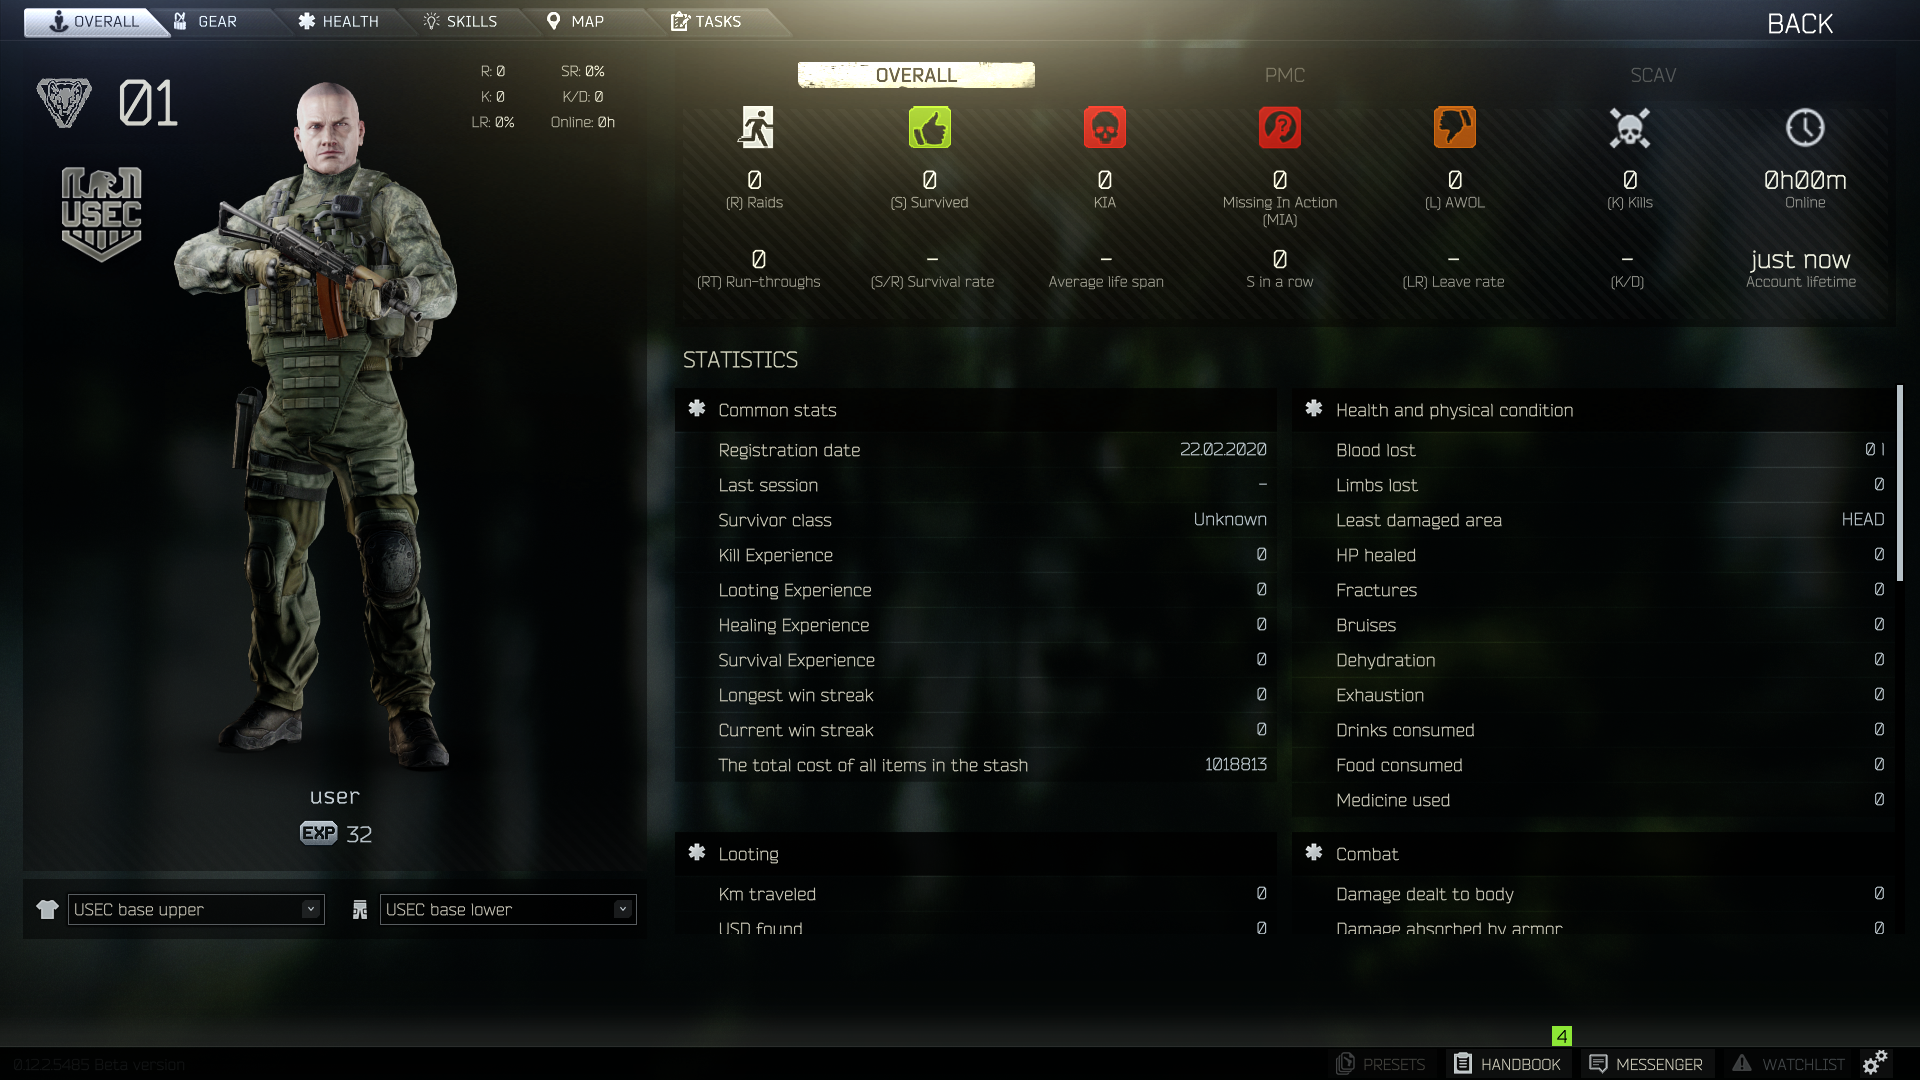 OVERALL
GEAR
HEALTH
SKILLS
MAP
TASKS
BACK
01
USEC
R: 0 SR: 0%
K: 0 K/D: 0
LR: 0% Online: 0h
OVERALL
PMC
SCAV
0
(R) Raids
0
(S) Survived
0
KIA
0
Missing In Action
(MIA)
0
(L) AWOL
0
(K) Kills
0h00m
Online
0
(RT) Run-throughs
–
(S/R) Survival rate
–
Average life span
0
S in a row
–
(LR) Leave rate
–
(K/D)
just now
Account lifetime
STATISTICS
Common stats
Registration date 22.02.2020
Last session –
Survivor class Unknown
Kill Experience 0
Looting Experience 0
Healing Experience 0
Survival Experience 0
Longest win streak 0
Current win streak 0
The total cost of all items in the stash 1018813
Health and physical condition
Blood lost 0 l
Limbs lost 0
Least damaged area HEAD
HP healed 0
Fractures 0
Bruises 0
Dehydration 0
Exhaustion 0
Drinks consumed 0
Food consumed 0
Medicine used 0
Looting
Km traveled 0
USD found 0
Combat
Damage dealt to body 0
Damage absorbed by armor 0
user
EXP 32
USEC base upper
USEC base lower
0.12.2.5485 Beta version
4
PRESETS
HANDBOOK
MESSENGER
WATCHLIST